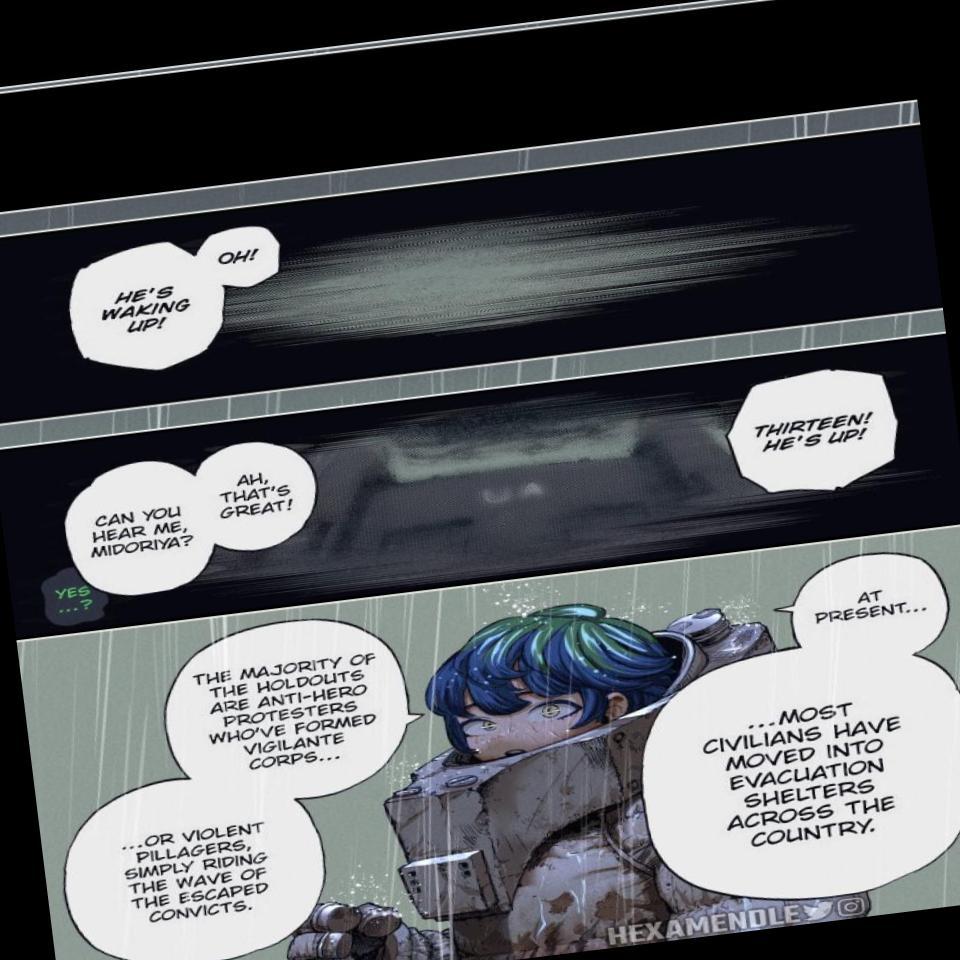 OH!
HE'S
WAKING
UP!
THIRTEEN!
HE'S UP!
AH,
THAT'S
GREAT!
CAN YOU
HEAR ME,
MIDORIYA?
YES
...?
UA
AT
PRESENT...
...MOST
CIVILIANS HAVE
MOVED INTO
EVACUATION
SHELTERS
ACROSS THE
COUNTRY.
THE MAJORITY OF
THE HOLDOUTS
ARE ANTI-HERO
PROTESTERS
WHO'VE FORMED
VIGILANTE
CORPS...
...OR VIOLENT
PILLAGERS,
SIMPLY RIDING
THE WAVE OF
THE ESCAPED
CONVICTS.
HEXAMENDLE